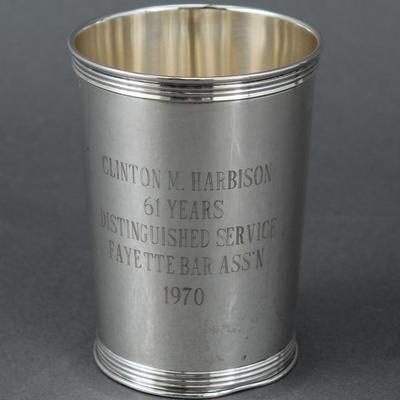 CLINTON M. HARBISON
61 YEARS
DISTINGUISHED SERVICE
FAYETTE BAR ASS'N
1970